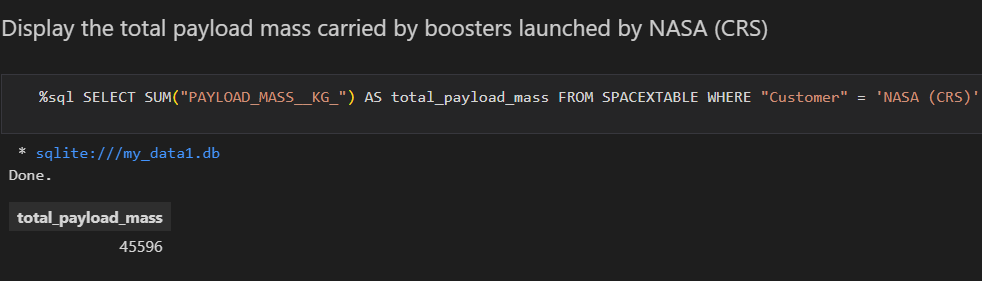 Display the total payload mass carried by boosters launched by NASA (CRS)
%sql SELECT SUM("PAYLOAD_MASS__KG_") AS total_payload_mass FROM SPACEXTABLE WHERE "Customer" = 'NASA (CRS)'
* sqlite:///my_data1.db
Done.
total_payload_mass
45596